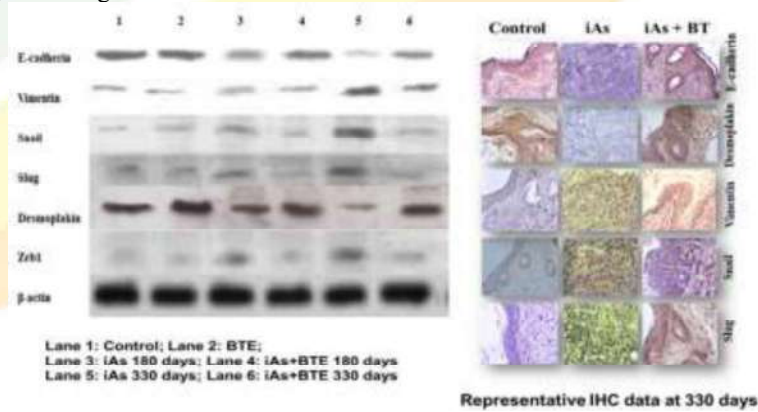 1 2 3 4 5 6
E-cadherin
Vimentin
Snail
Slug
Desmoplakin
Zeb1
β-actin
Lane 1: Control; Lane 2: BTE;
Lane 3: iAs 180 days; Lane 4: iAs+BTE 180 days
Lane 5: iAs 330 days; Lane 6: iAs+BTE 330 days
Control iAs iAs + BT
E-cadherin
Desmoplakin
Vimentin
Snail
Slug
Representative IHC data at 330 days